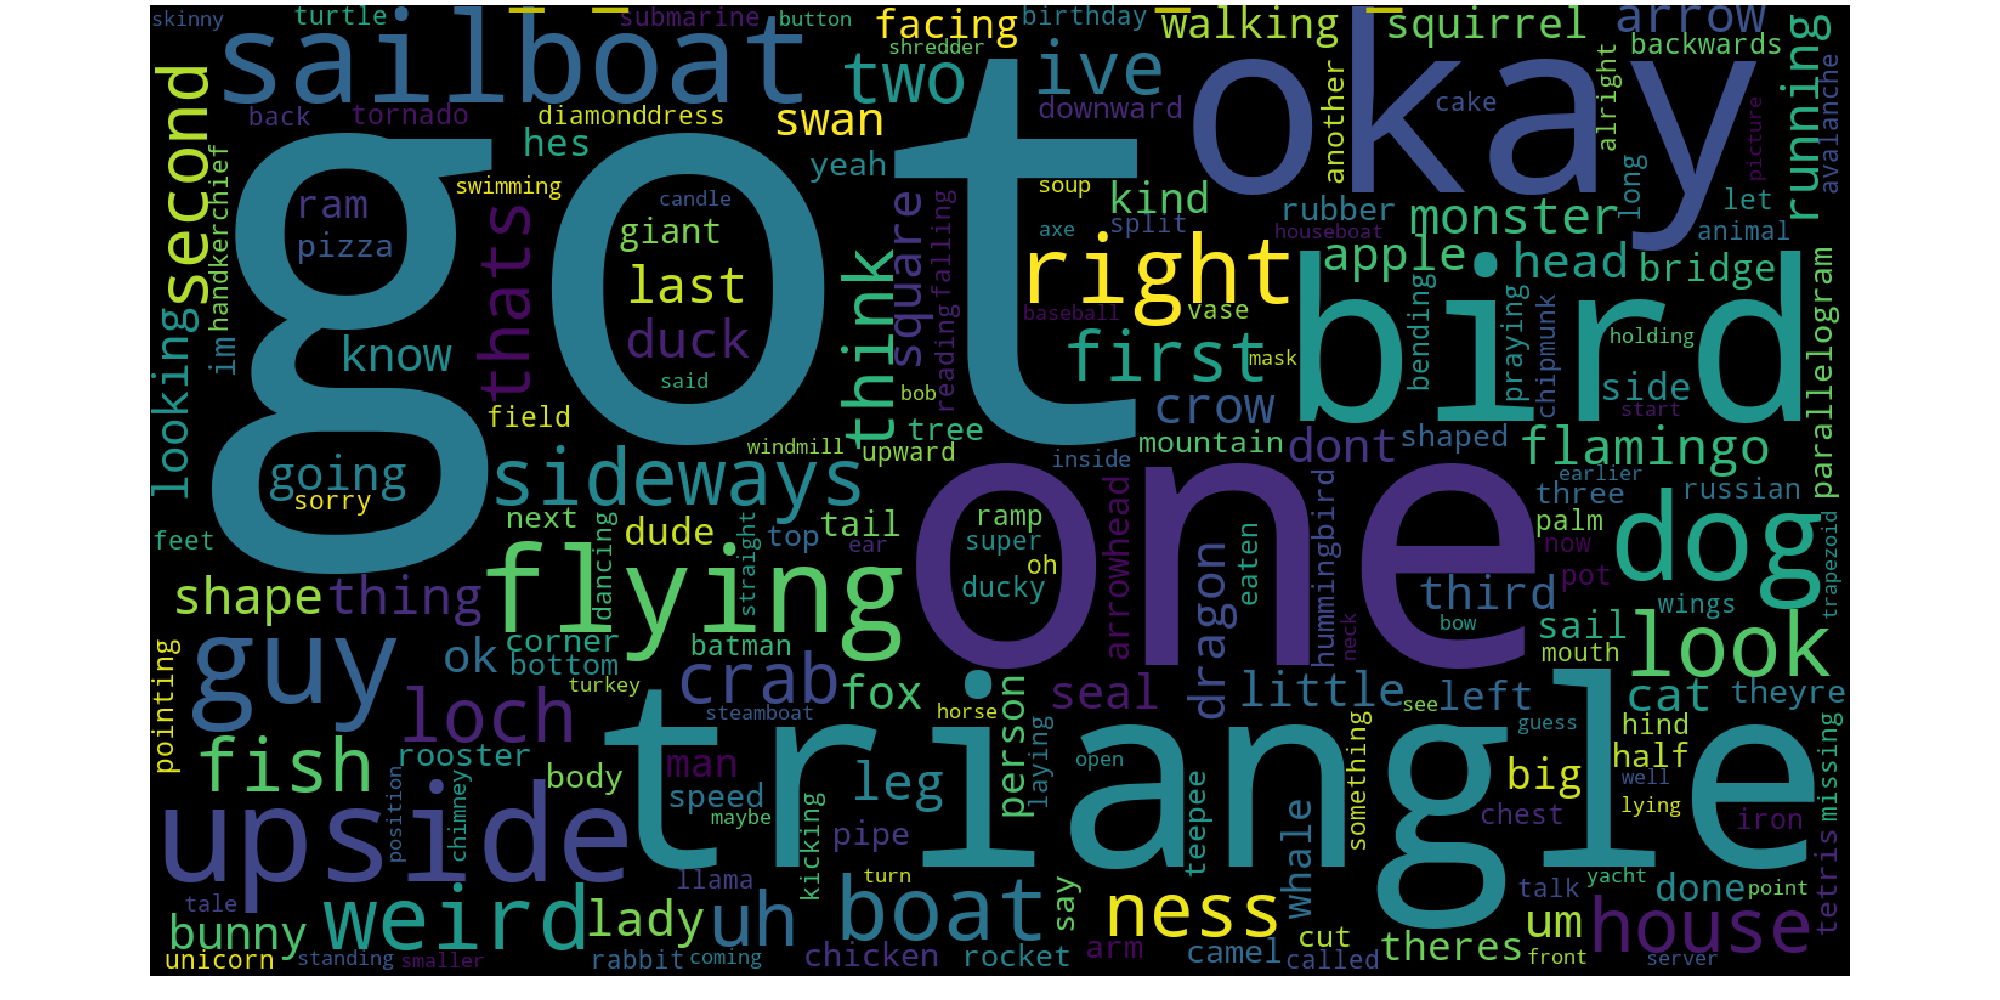 skinny
turtle
submarine
button
facing
birthday
walking
squirrel
arrow
sailboat
shredder
backwards
okay
running
second
two
ive
another
alright
avalanche
back
tornado
diamonddress
swan
downward
cake
picture
got
hes
yeah
handkerchief
swimming
soup
kind
long
ram
candle
rubber
let
pizza
giant
square
axe
split
houseboat
monster
animal
thats
think
falling
right
apple
head
bridge
last
looking
im
duck
reading
baseball
vase
bird
bending
praying
chipmunk
holding
parallelogram
know
first
mask
said
bob
crow
side
start
field
tree
windmill
upward
mountain
dont
shaped
flamingo
going
sideways
inside
earlier
sorry
one
three
russian
next
dude
top
tail
ramp
arrowhead
hummingbird
palm
dog
feet
dancing
straight
ear
super
oh
eaten
now
trapezoid
flying
ducky
dragon
pot
shape
thing
third
wings
bow
guy
corner
batman
neck
sail
look
ok
bottom
mouth
pointing
crab
turkey
fox
seal
little
left
cat
theyre
loch
steamboat
horse
person
see
triangle
guess
hind
fish
rooster
body
man
leg
laying
open
something
big
half
missing
position
chimney
speed
teepee
well
upside
maybe
kicking
pipe
whale
chest
lying
iron
llama
turn
tetris
yacht
tale
weird
lady
uh
boat
say
ness
talk
done
point
bunny
cut
um
house
unicorn
standing
smaller
rabbit
coming
chicken
rocket
arm
camel
called
theres
front
server